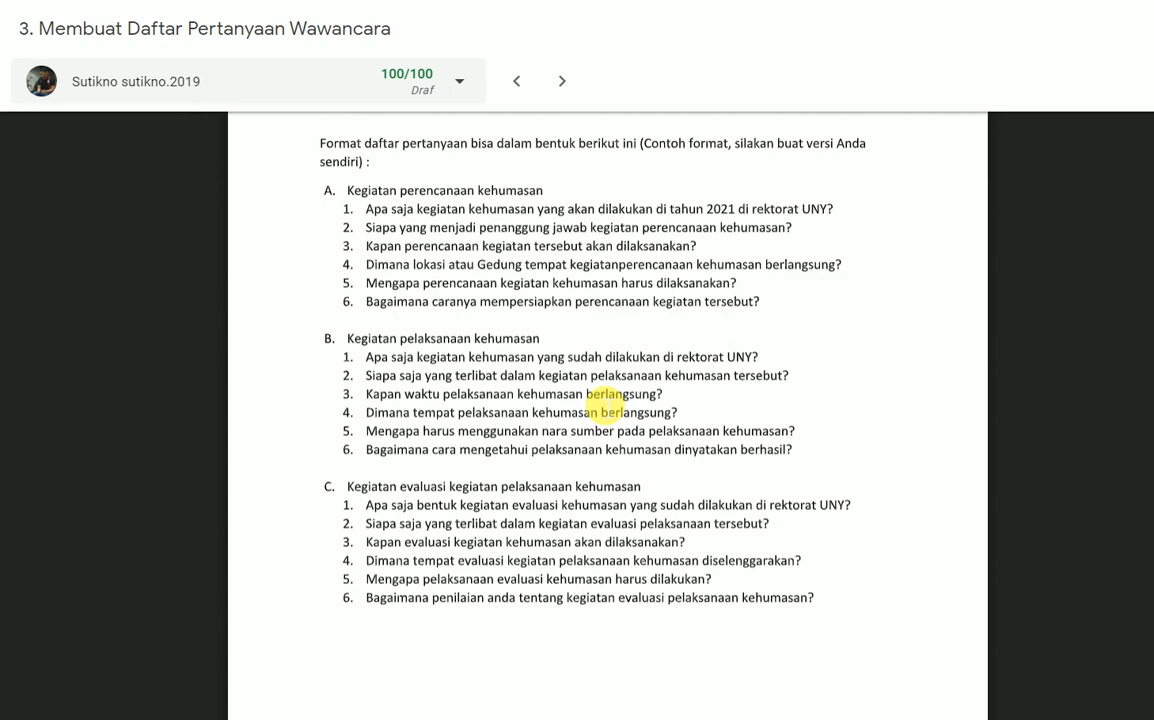 3. Membuat Daftar Pertanyaan Wawancara
Sutikno sutikno.2019
100/100
Draf
Format daftar pertanyaan bisa dalam bentuk berikut ini (Contoh format, silakan buat versi Anda
sendiri) :
A. Kegiatan perencanaan kehumasan
1. Apa saja kegiatan kehumasan yang akan dilakukan di tahun 2021 di rektorat UNY?
2. Siapa yang menjadi penanggung jawab kegiatan perencanaan kehumasan?
3. Kapan perencanaan kegiatan tersebut akan dilaksanakan?
4. Dimana lokasi atau Gedung tempat kegiatanperencanaan kehumasan berlangsung?
5. Mengapa perencanaan kegiatan kehumasan harus dilaksanakan?
6. Bagaimana caranya mempersiapkan perencanaan kegiatan tersebut?
B. Kegiatan pelaksanaan kehumasan
1. Apa saja kegiatan kehumasan yang sudah dilakukan di rektorat UNY?
2. Siapa saja yang terlibat dalam kegiatan pelaksanaan kehumasan tersebut?
3. Kapan waktu pelaksanaan kehumasan berlangsung?
4. Dimana tempat pelaksanaan kehumasan berlangsung?
5. Mengapa harus menggunakan nara sumber pada pelaksanaan kehumasan?
6. Bagaimana cara mengetahui pelaksanaan kehumasan dinyatakan berhasil?
C. Kegiatan evaluasi kegiatan pelaksanaan kehumasan
1. Apa saja bentuk kegiatan evaluasi kehumasan yang sudah dilakukan di rektorat UNY?
2. Siapa saja yang terlibat dalam kegiatan evaluasi pelaksanaan tersebut?
3. Kapan evaluasi kegiatan kehumasan akan dilaksanakan?
4. Dimana tempat evaluasi kegiatan pelaksanaan kehumasan diselenggarakan?
5. Mengapa pelaksanaan evaluasi kehumasan harus dilakukan?
6. Bagaimana penilaian anda tentang kegiatan evaluasi pelaksanaan kehumasan?